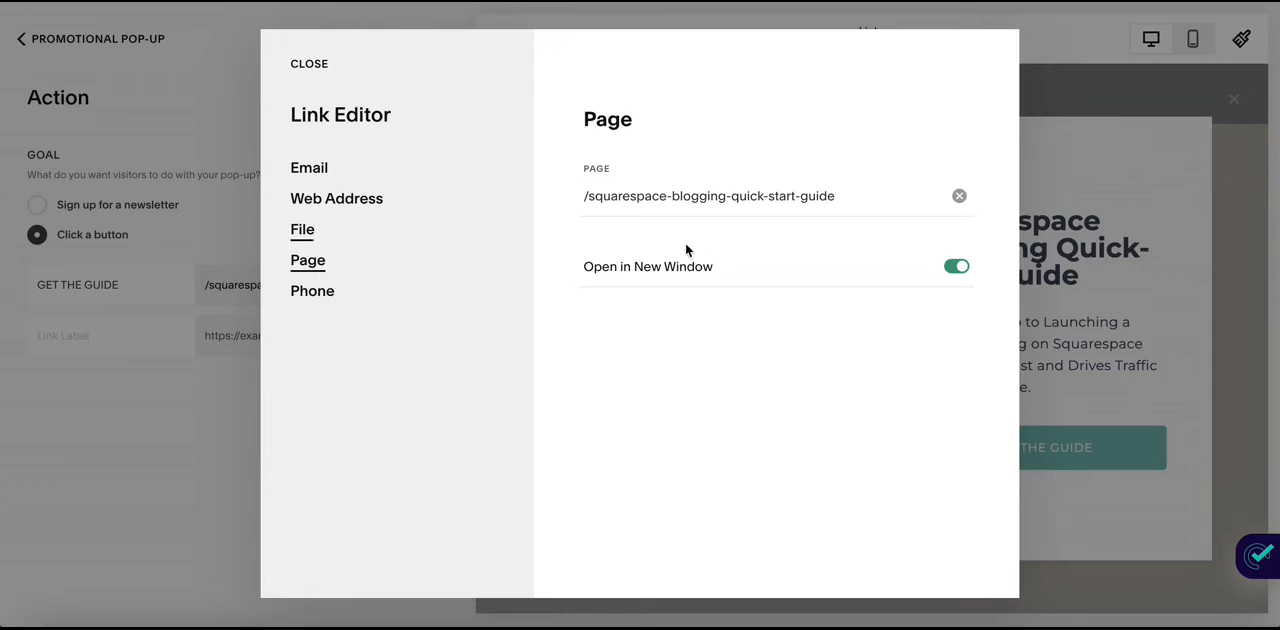 PROMOTIONAL POP-UP
Action
GOAL
What do you want visitors to do with your pop-up?
Sign up for a newsletter
Click a button
GET THE GUIDE
/squarespa
Link Label
https://exa
CLOSE
Link Editor
Email
Web Address
File
Page
Phone
Page
PAGE
/squarespace-blogging-quick-start-guide
Open in New Window
space
ng Quick-
uide
to Launching a
g on Squarespace
st and Drives Traffic
e.
THE GUIDE